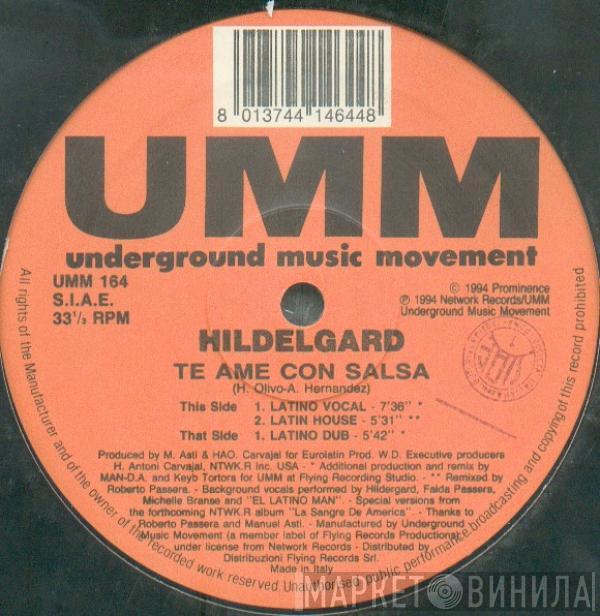 8 013744 146448
UMM
underground music movement
UMM 164
S.I.A.E.
33⅓ RPM
© 1994 Prominence
℗ 1994 Network Records/UMM
Underground Music Movement
HILDELGARD
TE AME CON SALSA
(H. Olivo-A. Hernandez)
This Side 1. LATINO VOCAL - 7'36" *
2. LATIN HOUSE - 5'31" **
That Side 1. LATINO DUB - 5'42" *
Produced by M. Asti & HAO. Carvajal for Eurolatin Prod. W.D. Executive producers
H. Antoni Carvajal, NTWK.R Inc. USA - * Additional production and remix by
MAN-D.A. and Keyb Tortora for UMM at Flying Recording Studio. - ** Remixed by
Roberto Passera. - Background vocals performed by Hildergard, Faida Passera,
Michelle Branse and "EL LATINO MAN". - Special versions from
the forthcoming NTWK.R album "La Sangre De America". - Thanks to
Roberto Passera and Manuel Asti. - Manufactured by Underground
Music Movement (a member label of Flying Records Production)
under license from Network Records - Distributed by
Distribuzioni Flying Records Srl.
Made in Italy
All rights of the Manufacturer and of the owner of the recorded work reserved. Unauthorised public performance, broadcasting and copying of this record prohibited
МАРКЕТ ВИНИЛА